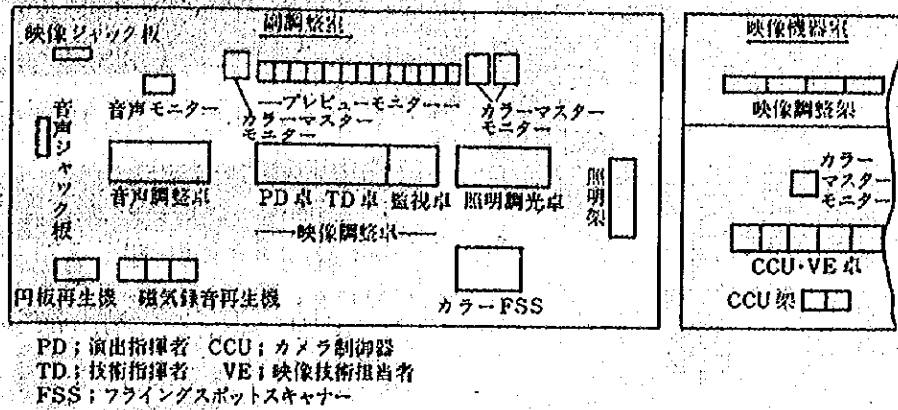 副調整室
映像ジャック板
音声ジャック板
音声モニター
プレビューモニター
カラーマスター
モニター
カラーマスター
モニター
音声調整卓
PD卓 TD卓 監視卓 照明調光卓
映像調整卓
照明架
円板再生機 磁気録音再生機
カラーFSS
映像機器室
映像調整架
カラー
マスター
モニター
CCU・VE卓
CCU架
PD;演出指揮者 CCU;カメラ制御器
TD;技術指揮者 VE;映像技術担当者
FSS;フライングスポットスキャナー